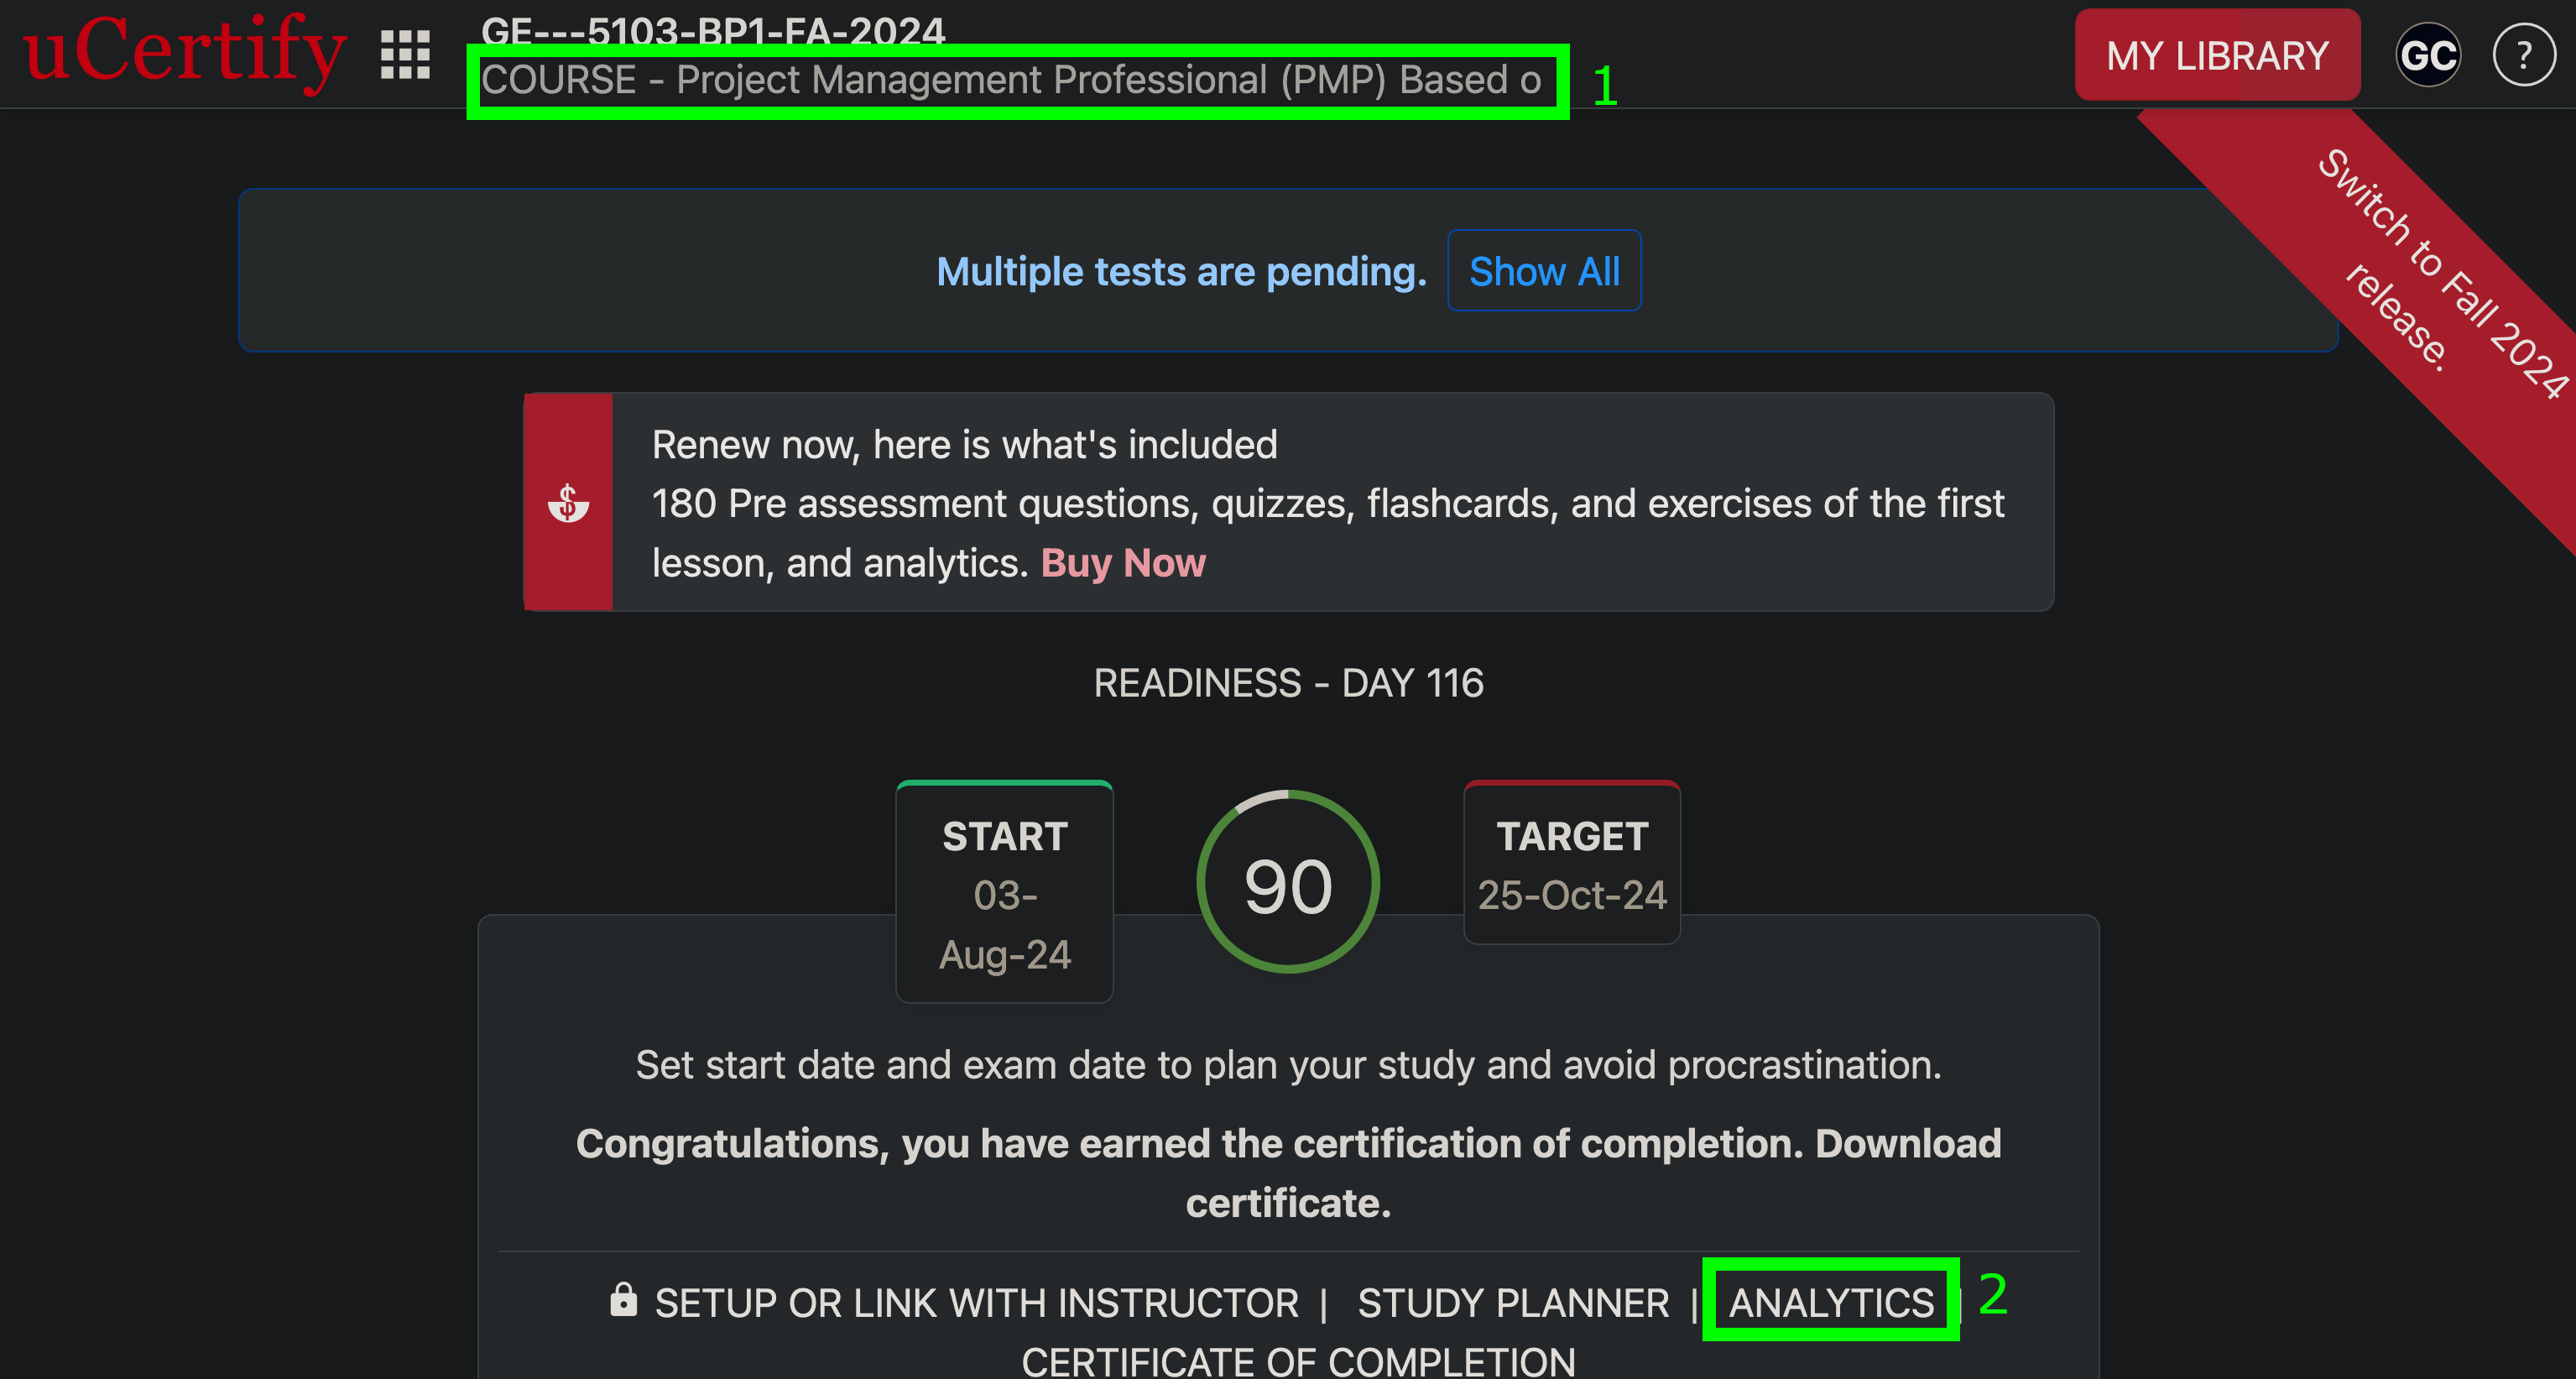 uCertify
GE---5103-BP1-FA-2024
COURSE - Project Management Professional (PMP) Based o
1
MY LIBRARY
GC
?
Switch to Fall 2024
release.
Multiple tests are pending.
Show All
Renew now, here is what's included
180 Pre assessment questions, quizzes, flashcards, and exercises of the first
lesson, and analytics. Buy Now
$
READINESS - DAY 116
START
03-
Aug-24
90
TARGET
25-Oct-24
Set start date and exam date to plan your study and avoid procrastination.
Congratulations, you have earned the certification of completion. Download
certificate.
SETUP OR LINK WITH INSTRUCTOR | STUDY PLANNER | ANALYTICS |
2
CERTIFICATE OF COMPLETION